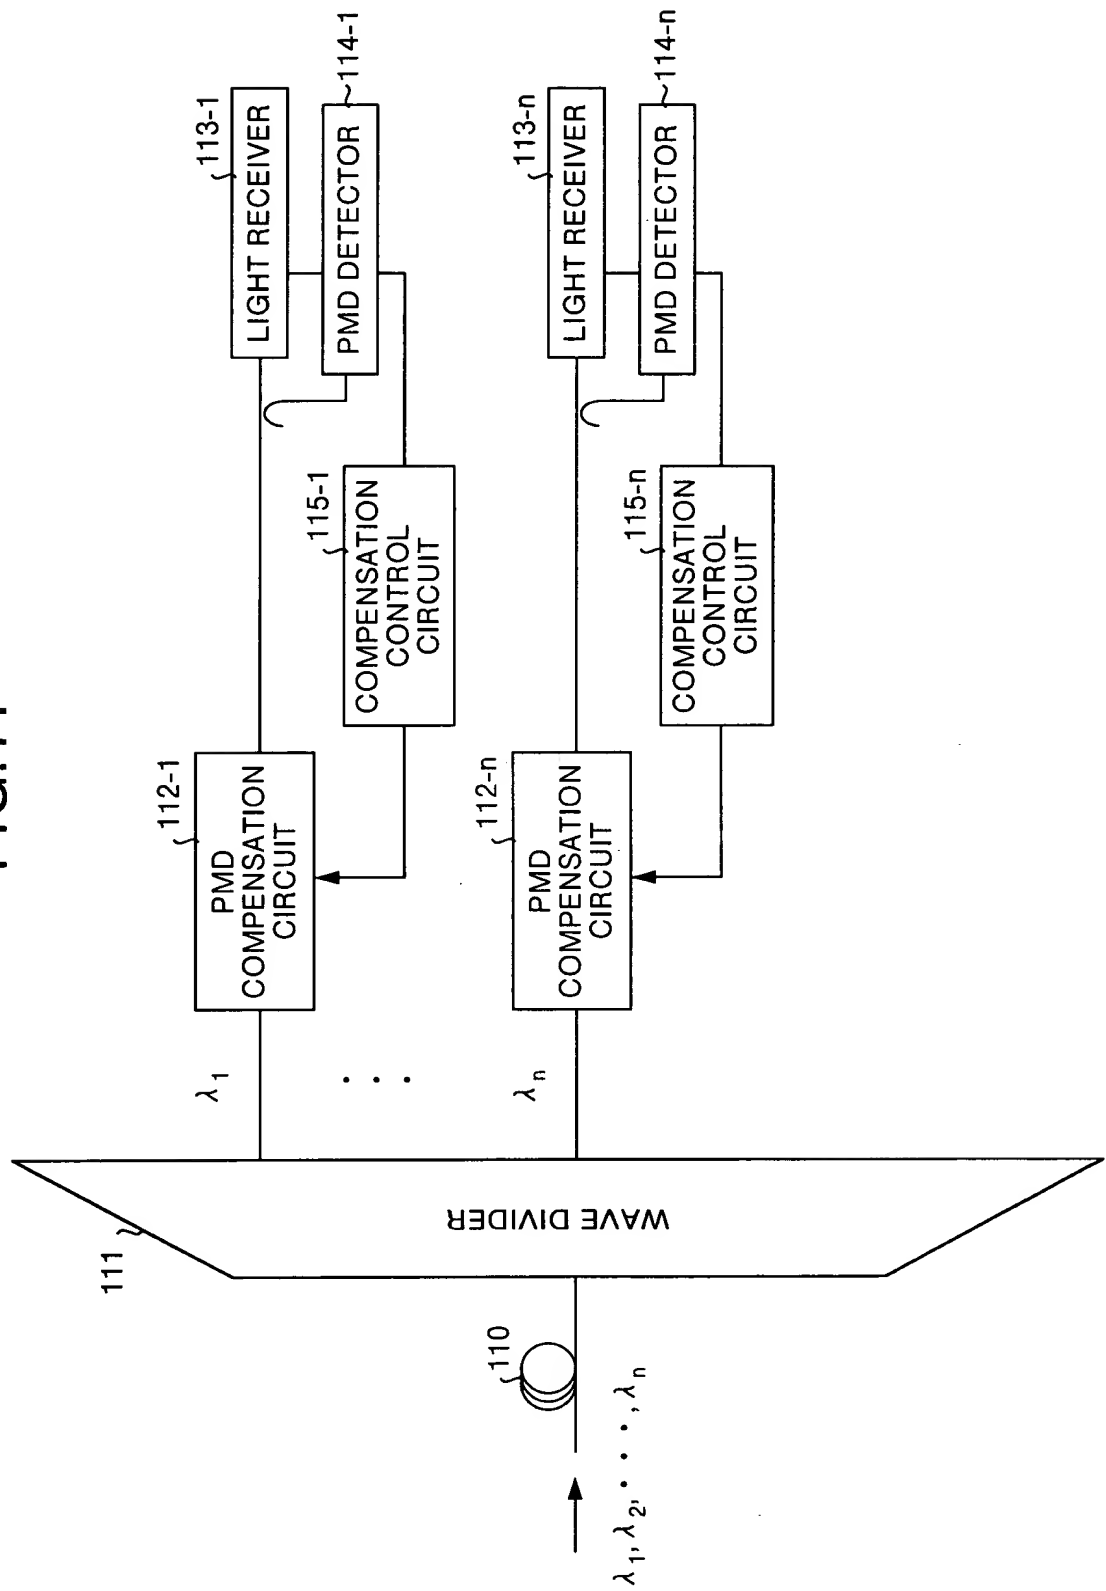 113-1
LIGHT RECEIVER
114-1
PMD DETECTOR
115-1
COMPENSATION
CONTROL
CIRCUIT
112-1
PMD
COMPENSATION
CIRCUIT
λ1
. . .
113-n
LIGHT RECEIVER
114-n
PMD DETECTOR
115-n
COMPENSATION
CONTROL
CIRCUIT
112-n
PMD
COMPENSATION
CIRCUIT
λn
111
WAVE DIVIDER
110
λ1, λ2, · · · , λn